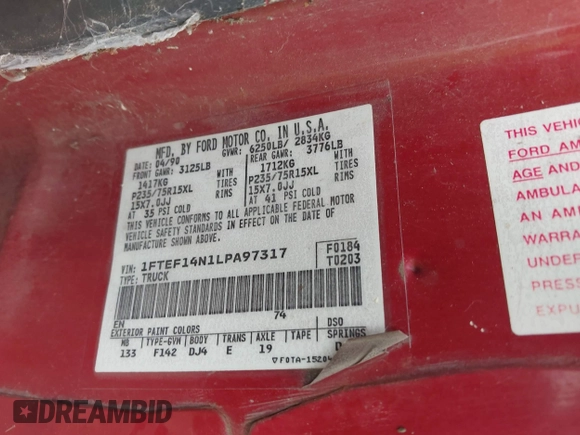 MFD. BY FORD MOTOR CO. IN U.S.A.
DATE: 04/90 GVWR: 6250LB/ 2834KG
FRONT GAWR: 3125LB REAR GAWR: 3776LB
1417KG WITH 1712KG WITH
P235/75R15XL TIRES P235/75R15XL TIRES
15X7.0JJ RIMS 15X7.0JJ RIMS
AT 35 PSI COLD AT 41 PSI COLD
THIS VEHICLE CONFORMS TO ALL APPLICABLE FEDERAL MOTOR
VEHICLE SAFETY STANDARDS IN EFFECT ON THE DATE OF
MANUFACTURE SHOWN ABOVE.
VIN: 1FTEF14N1LPA97317 F0184
TYPE: TRUCK T0203
EN 74
EXTERIOR PAINT COLORS DSO
WB TYPE-GVW BODY TRANS AXLE TAPE SPRINGS
133 F142 DJ4 E 19
THIS VEHI
FORD AM
AGE AND
AMBULA
AN AM
WARRA
UNDER
PRESS
EXPU
DREAMBID